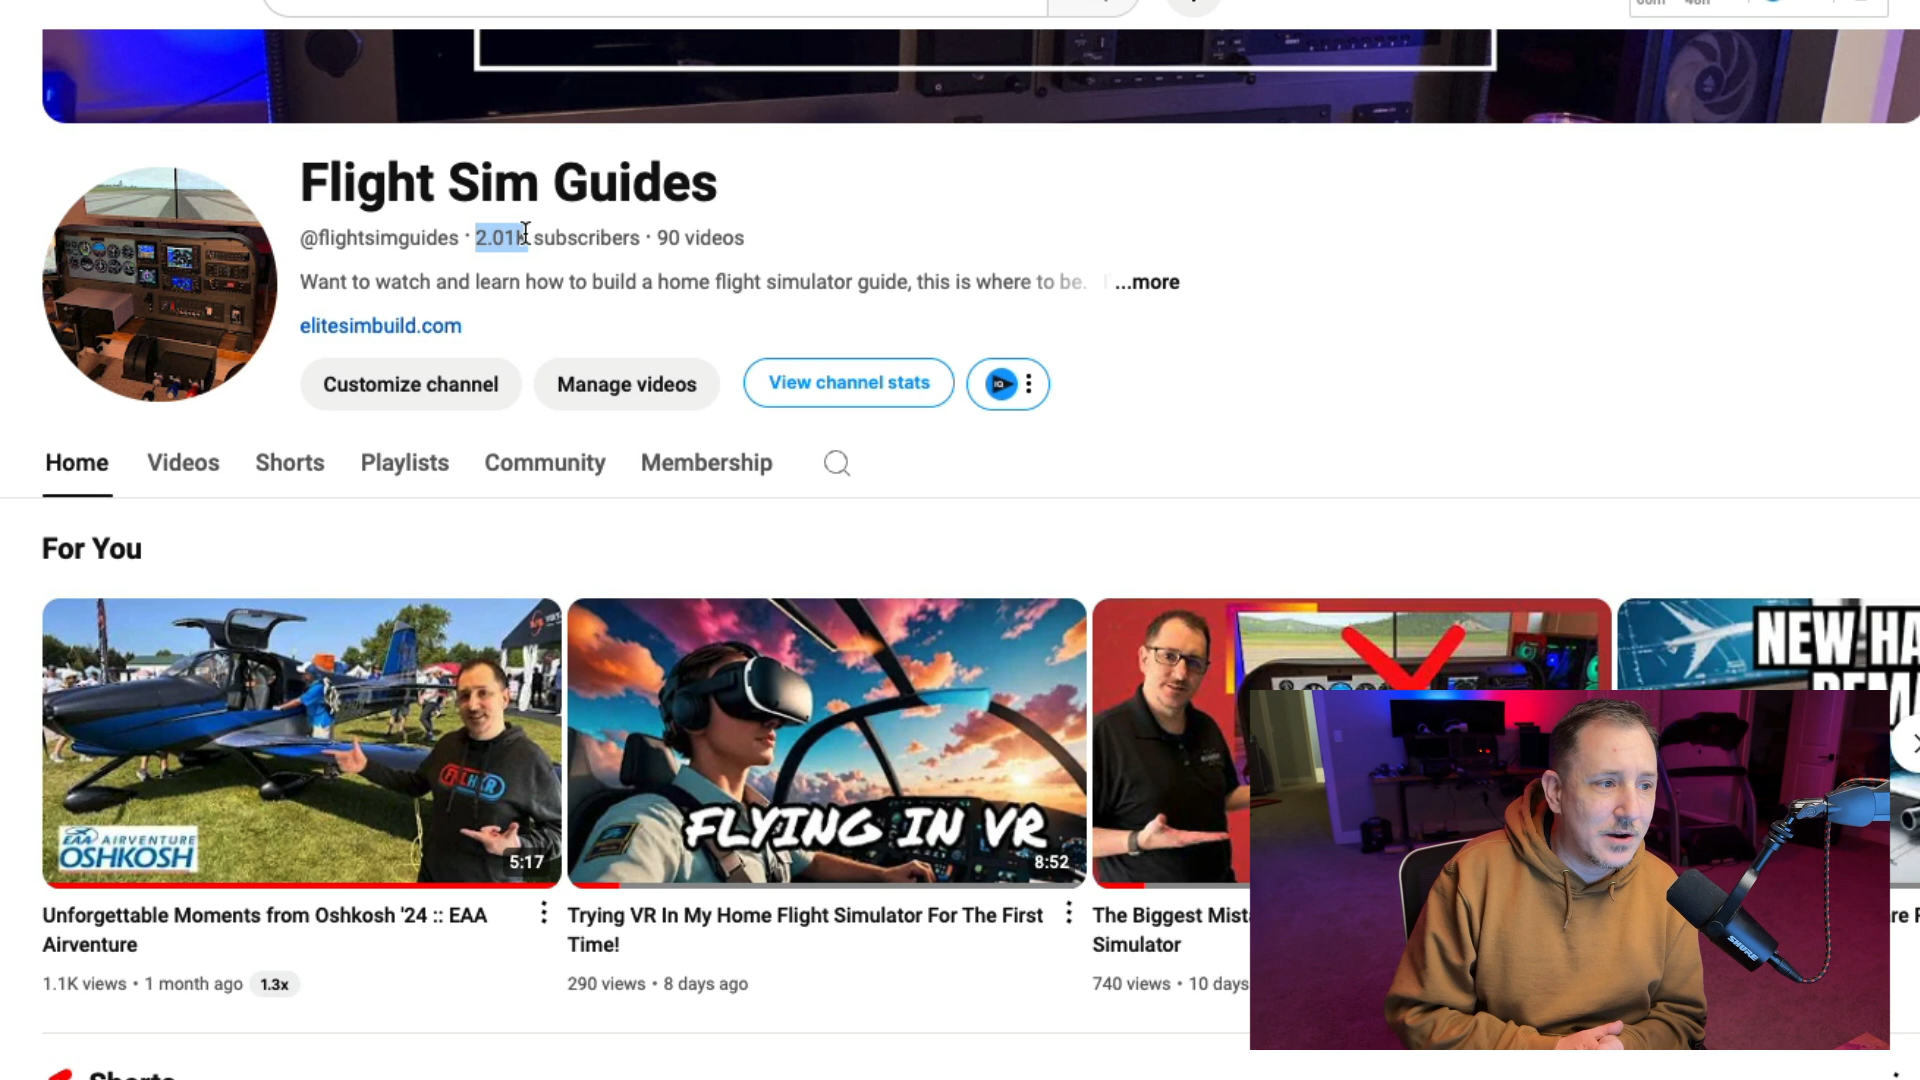 Flight Sim Guides
@flightsimguides · 2.01K subscribers · 90 videos
Want to watch and learn how to build a home flight simulator guide, this is where to be. ...more
elitesimbuild.com
Customize channel Manage videos View channel stats IQ
Home Videos Shorts Playlists Community Membership
For You
NEW
FLYING IN VR
EAA AIRVENTURE
OSHKOSH
5:17
8:52
SHURE
Unforgettable Moments from Oshkosh '24 :: EAA
Airventure
Trying VR In My Home Flight Simulator For The First
Time!
The Biggest
Simulator
1.1K views • 1 month ago 1.3x
290 views • 8 days ago
740 views • 10 days
Shorts